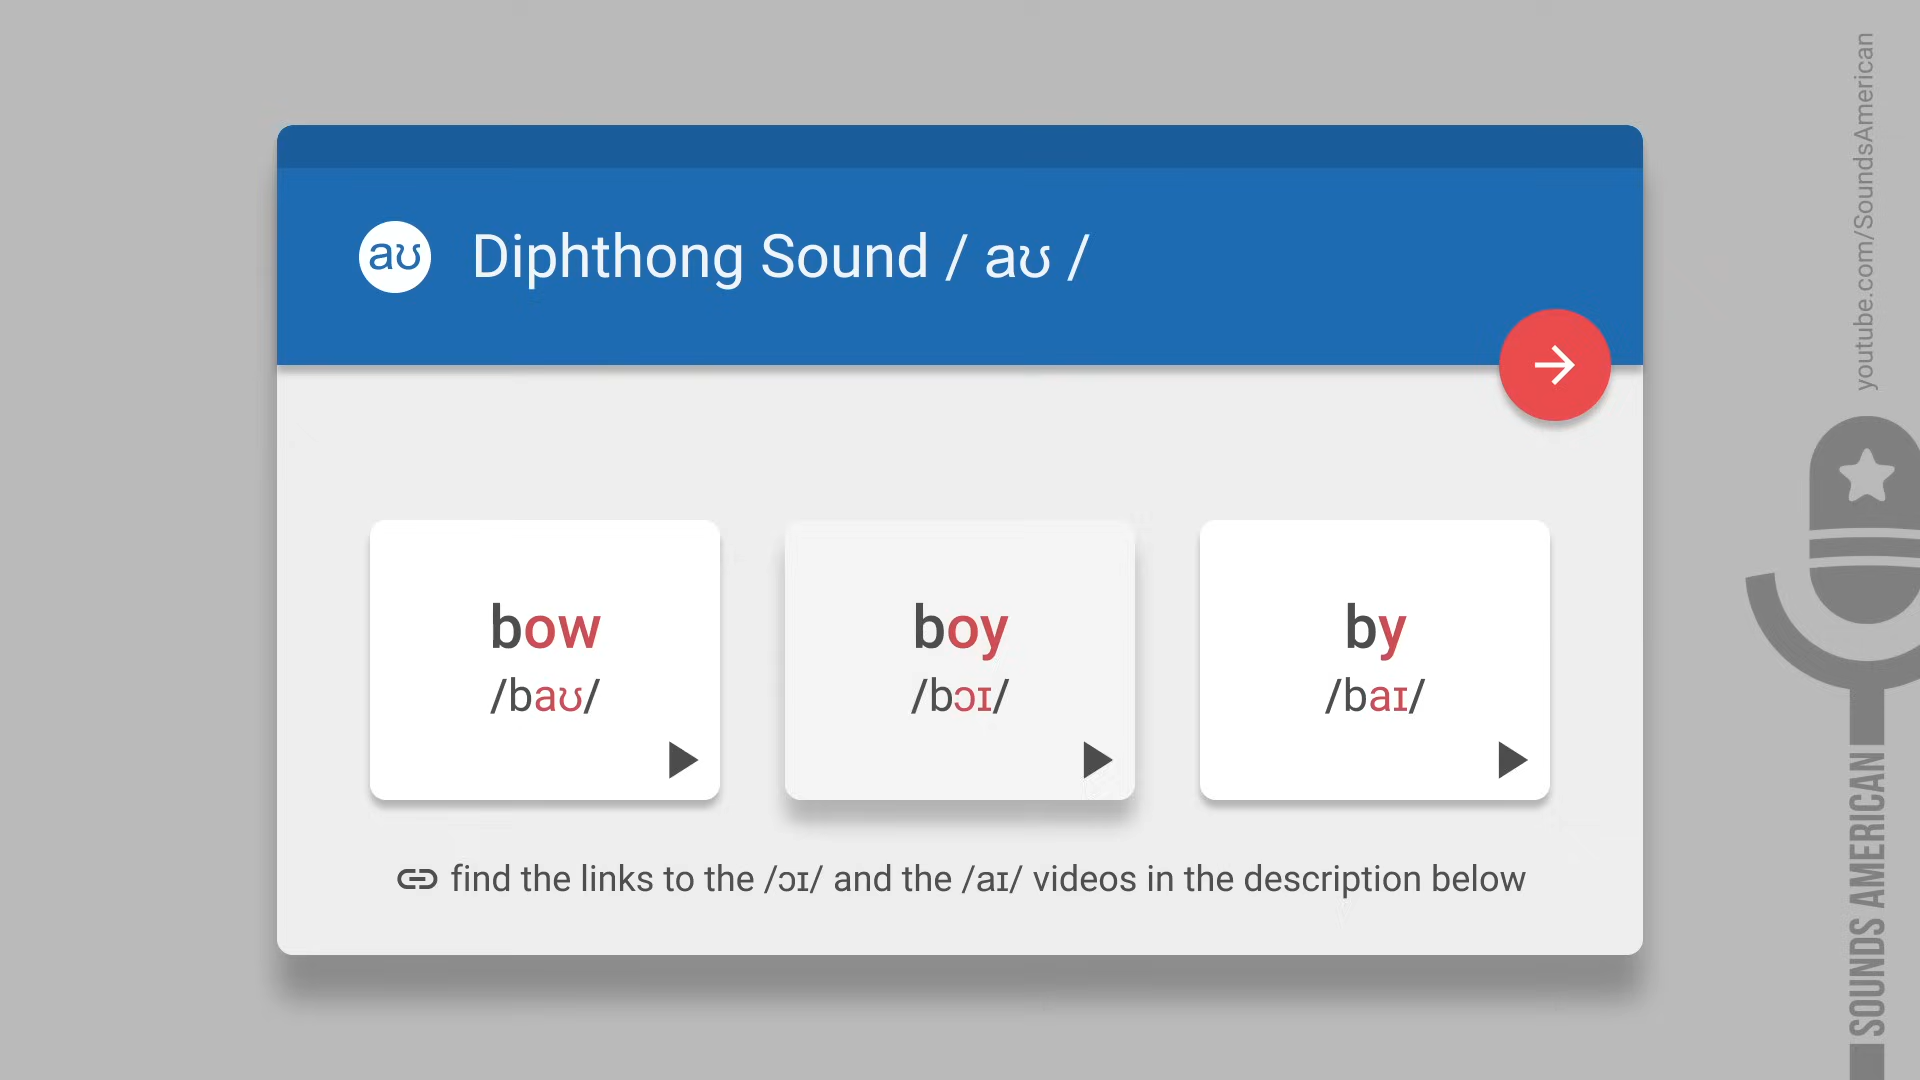 aʊ
Diphthong Sound / aʊ /
bow
/baʊ/
boy
/bɔɪ/
by
/baɪ/
find the links to the /ɔɪ/ and the /aɪ/ videos in the description below
youtube.com/SoundsAmerican
SOUNDS AMERICAN